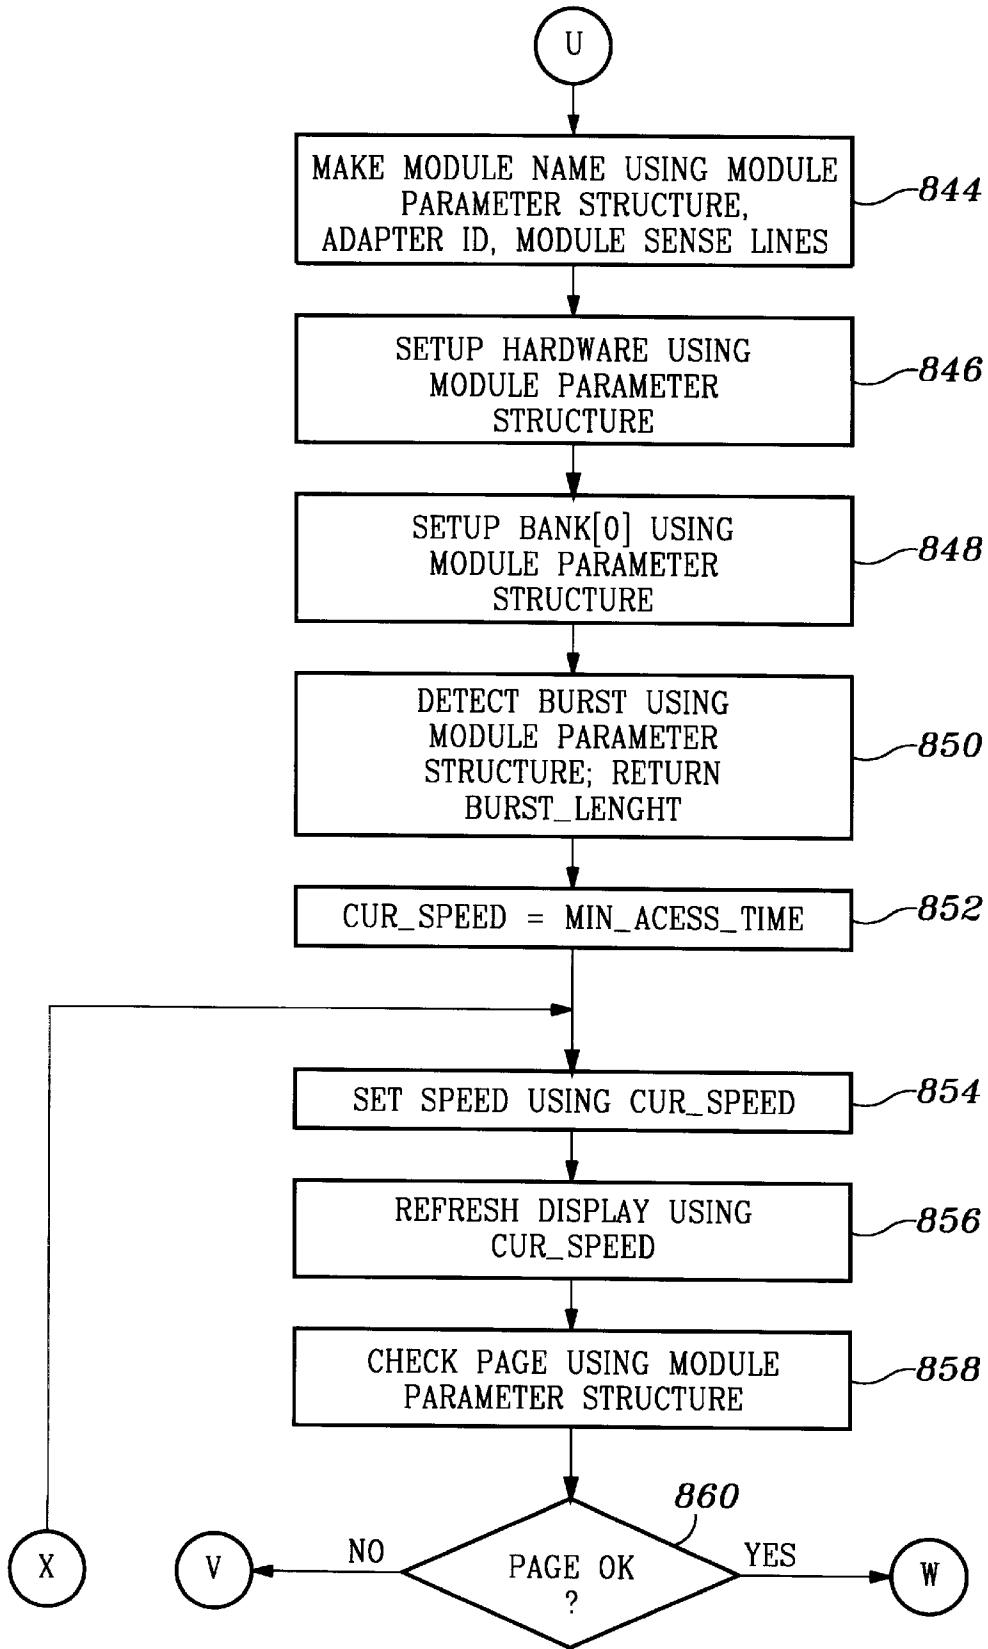 U
MAKE MODULE NAME USING MODULE
PARAMETER STRUCTURE,
ADAPTER ID, MODULE SENSE LINES
844
SETUP HARDWARE USING
MODULE PARAMETER
STRUCTURE
846
SETUP BANK[0] USING
MODULE PARAMETER
STRUCTURE
848
DETECT BURST USING
MODULE PARAMETER
STRUCTURE; RETURN
BURST_LENGHT
850
CUR_SPEED = MIN_ACESS_TIME
852
SET SPEED USING CUR_SPEED
854
REFRESH DISPLAY USING
CUR_SPEED
856
CHECK PAGE USING MODULE
PARAMETER STRUCTURE
858
860
X
V
NO
PAGE OK
?
YES
W